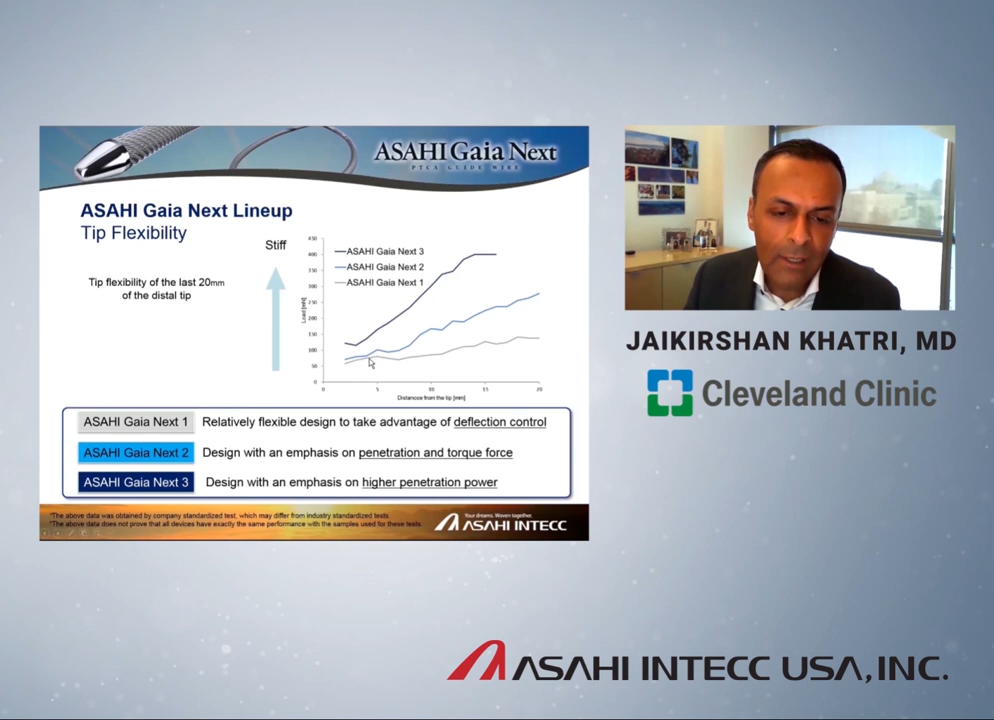 ASAHI Gaia Next
PTCA GUIDE WIRE
ASAHI Gaia Next Lineup
Tip Flexibility
Tip flexibility of the last 20mm
of the distal tip
Stiff
450
400
350
300
250
200
150
100
50
0
Load [mN]
ASAHI Gaia Next 3
ASAHI Gaia Next 2
ASAHI Gaia Next 1
0 5 10 15 20
Distances from the tip [mm]
ASAHI Gaia Next 1 Relatively flexible design to take advantage of deflection control
ASAHI Gaia Next 2 Design with an emphasis on penetration and torque force
ASAHI Gaia Next 3 Design with an emphasis on higher penetration power
*The above data was obtained by company standardized test, which may differ from industry standardized tests.
*The above data does not prove that all devices have exactly the same performance with the samples used for these tests.
Your dreams. Woven together.
ASAHI INTECC
JAIKIRSHAN KHATRI, MD
Cleveland Clinic
ASAHI INTECC USA, INC.